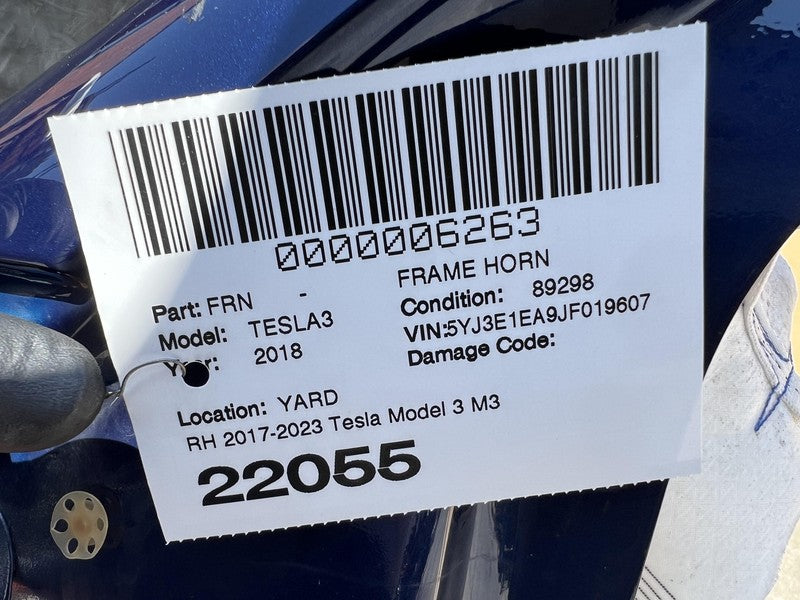 0000006263
Part: FRN - FRAME HORN
Model: TESLA3 Condition: 89298
Year: 2018 VIN:5YJ3E1EA9JF019607
Damage Code:
Location: YARD
RH 2017-2023 Tesla Model 3 M3
22055